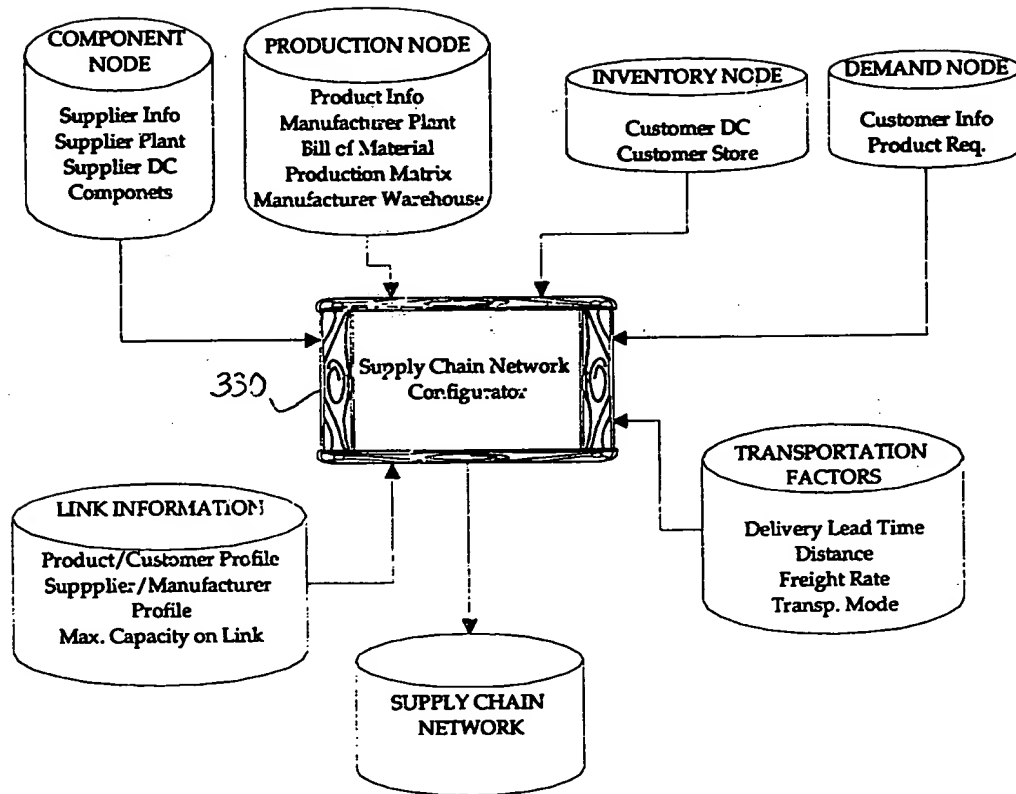 COMPONENT
NODE
Supplier Info
Supplier Plant
Supplier DC
Componets
PRODUCTION NODE
Product Info
Manufacturer Plant
Bill of Material
Production Matrix
Manufacturer Warehouse
INVENTORY NODE
Customer DC
Customer Store
DEMAND NODE
Customer Info
Product Req.
330
Supply Chain Network
Configurator
LINK INFORMATION
Product/Customer Profile
Suppplier/Manufacturer
Profile
Max. Capacity on Link
TRANSPORTATION
FACTORS
Delivery Lead Time
Distance
Freight Rate
Transp. Mode
SUPPLY CHAIN
NETWORK